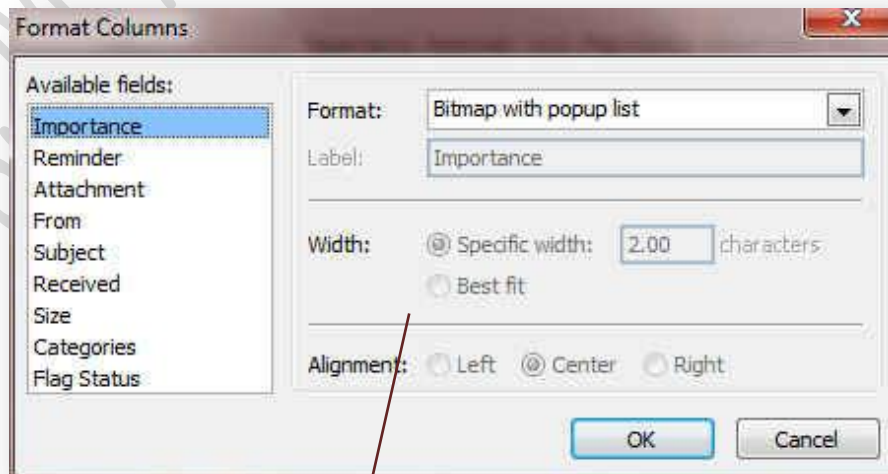 Format Columns
Available fields:
Importance
Reminder
Attachment
From
Subject
Received
Size
Categories
Flag Status
Format: Bitmap with popup list
Label: Importance
Width: Specific width: 2.00 characters
Best fit
Alignment: Left Center Right
OK Cancel